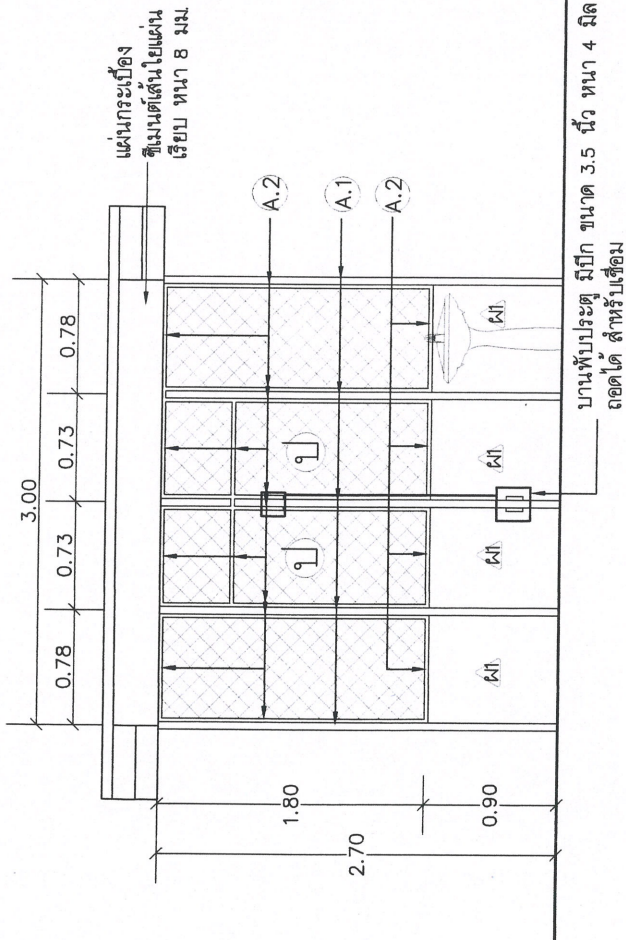 แผ่นกระเบื้อง
ซีเมนต์เส้นใยแผ่น
เรียบ หนา 8 มม.
3.00
0.78
0.73
0.73
0.78
A.2
A.1
A.2
1.80
0.90
2.70
บ
บ
ผ1
ผ1
ผ1
ผ1
บานพับประตู มีปีก ขนาด 3.5 นิ้ว หนา 4 มิล
ถอดได้ สำหรับเชื่อม